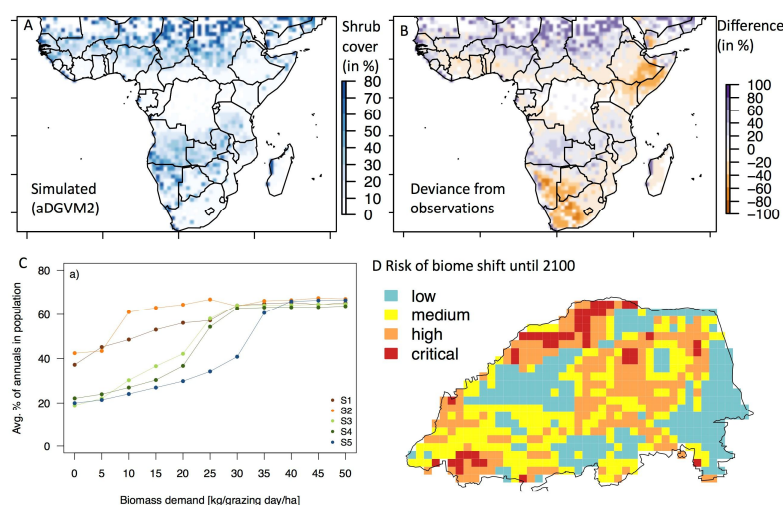 A
Simulated
(aDGVM2)
Shrub
cover
(in %)
80
70
60
50
40
30
20
10
0
B
Deviance from
observations
Difference
(in %)
100
80
60
40
20
0
−20
−40
−60
−80
−100
C
a)
80
60
40
20
0
Avg. % of annuals in population
0 5 10 15 20 25 30 35 40 45 50
Biomass demand [kg/grazing day/ha]
S1
S2
S3
S4
S5
D Risk of biome shift until 2100
low
medium
high
critical